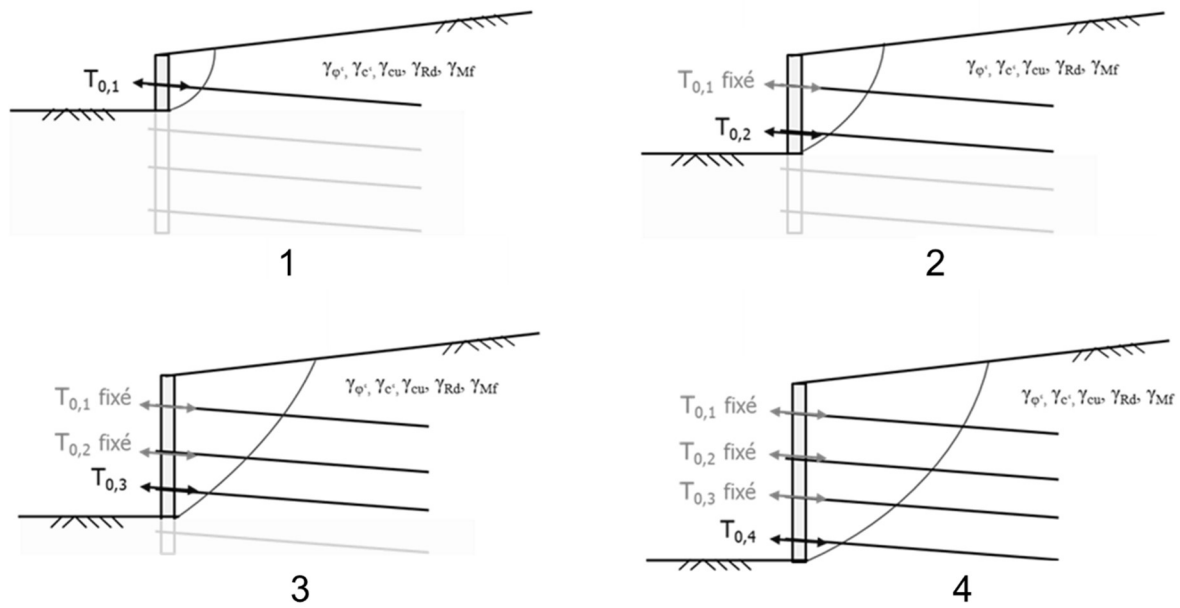 T0,1
γφ', γc', γcu, γRd, γMf
1
T0,1 fixé
T0,2
γφ', γc', γcu, γRd, γMf
2
T0,1 fixé
T0,2 fixé
T0,3
γφ', γc', γcu, γRd, γMf
3
T0,1 fixé
T0,2 fixé
T0,3 fixé
T0,4
γφ', γc', γcu, γRd, γMf
4